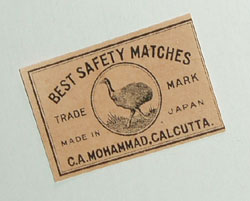 BEST SAFETY MATCHES
TRADE MARK
MADE IN JAPAN
C.A.MOHAMMAD,CALCUTTA.